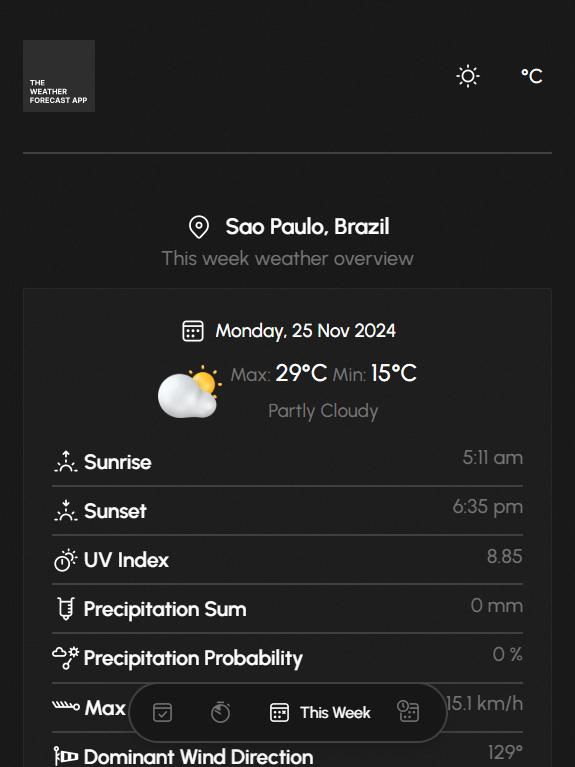 THE
WEATHER
FORECAST APP
°C
Sao Paulo, Brazil
This week weather overview
Monday, 25 Nov 2024
Max: 29°C Min: 15°C
Partly Cloudy
Sunrise 5:11 am
Sunset 6:35 pm
UV Index 8.85
Precipitation Sum 0 mm
Precipitation Probability 0 %
Max 15.1 km/h
This Week
Dominant Wind Direction 129°